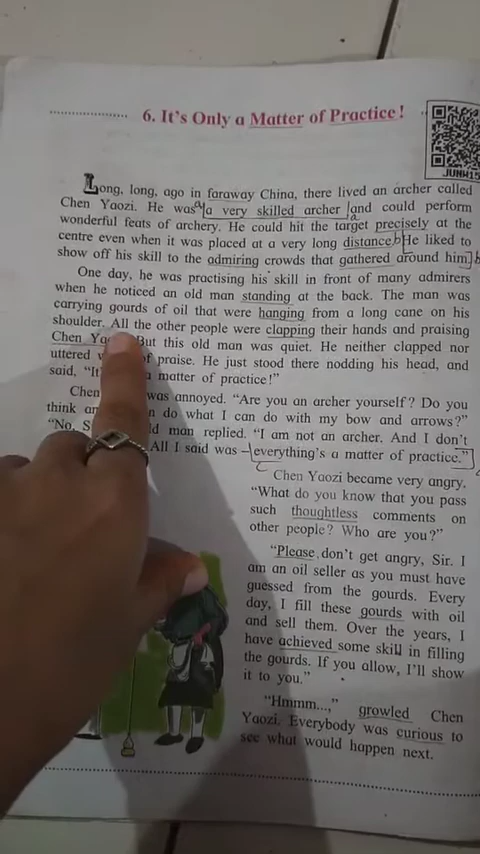 6. It's Only a Matter of Practice!
JUNW15
Long, long, ago in faraway China, there lived an archer called
Chen Yaozi. He was a very skilled archer and could perform
wonderful feats of archery. He could hit the target precisely at the
centre even when it was placed at a very long distance. He liked to
show off his skill to the admiring crowds that gathered around him.
One day, he was practising his skill in front of many admirers
when he noticed an old man standing at the back. The man was
carrying gourds of oil that were hanging from a long cane on his
shoulder. All the other people were clapping their hands and praising
Chen But this old man was quiet. He neither clapped nor
uttered of praise. He just stood there nodding his head, and
said, matter of practice!"
Chen was annoyed. "Are you an archer yourself? Do you
think do what I can do with my bow and arrows?"
"No, man replied. "I am not an archer. And I don't
All I said was – everything's a matter of practice."
Chen Yaozi became very angry.
"What do you know that you pass
such thoughtless comments on
other people? Who are you?"
"Please don't get angry, Sir. I
am an oil seller as you must have
guessed from the gourds. Every
day, I fill these gourds with oil
and sell them. Over the years, I
have achieved some skill in filling
the gourds. If you allow, I'll show
it to you."
"Hmmm...," growled Chen
Yaozi. Everybody was curious to
see what would happen next.